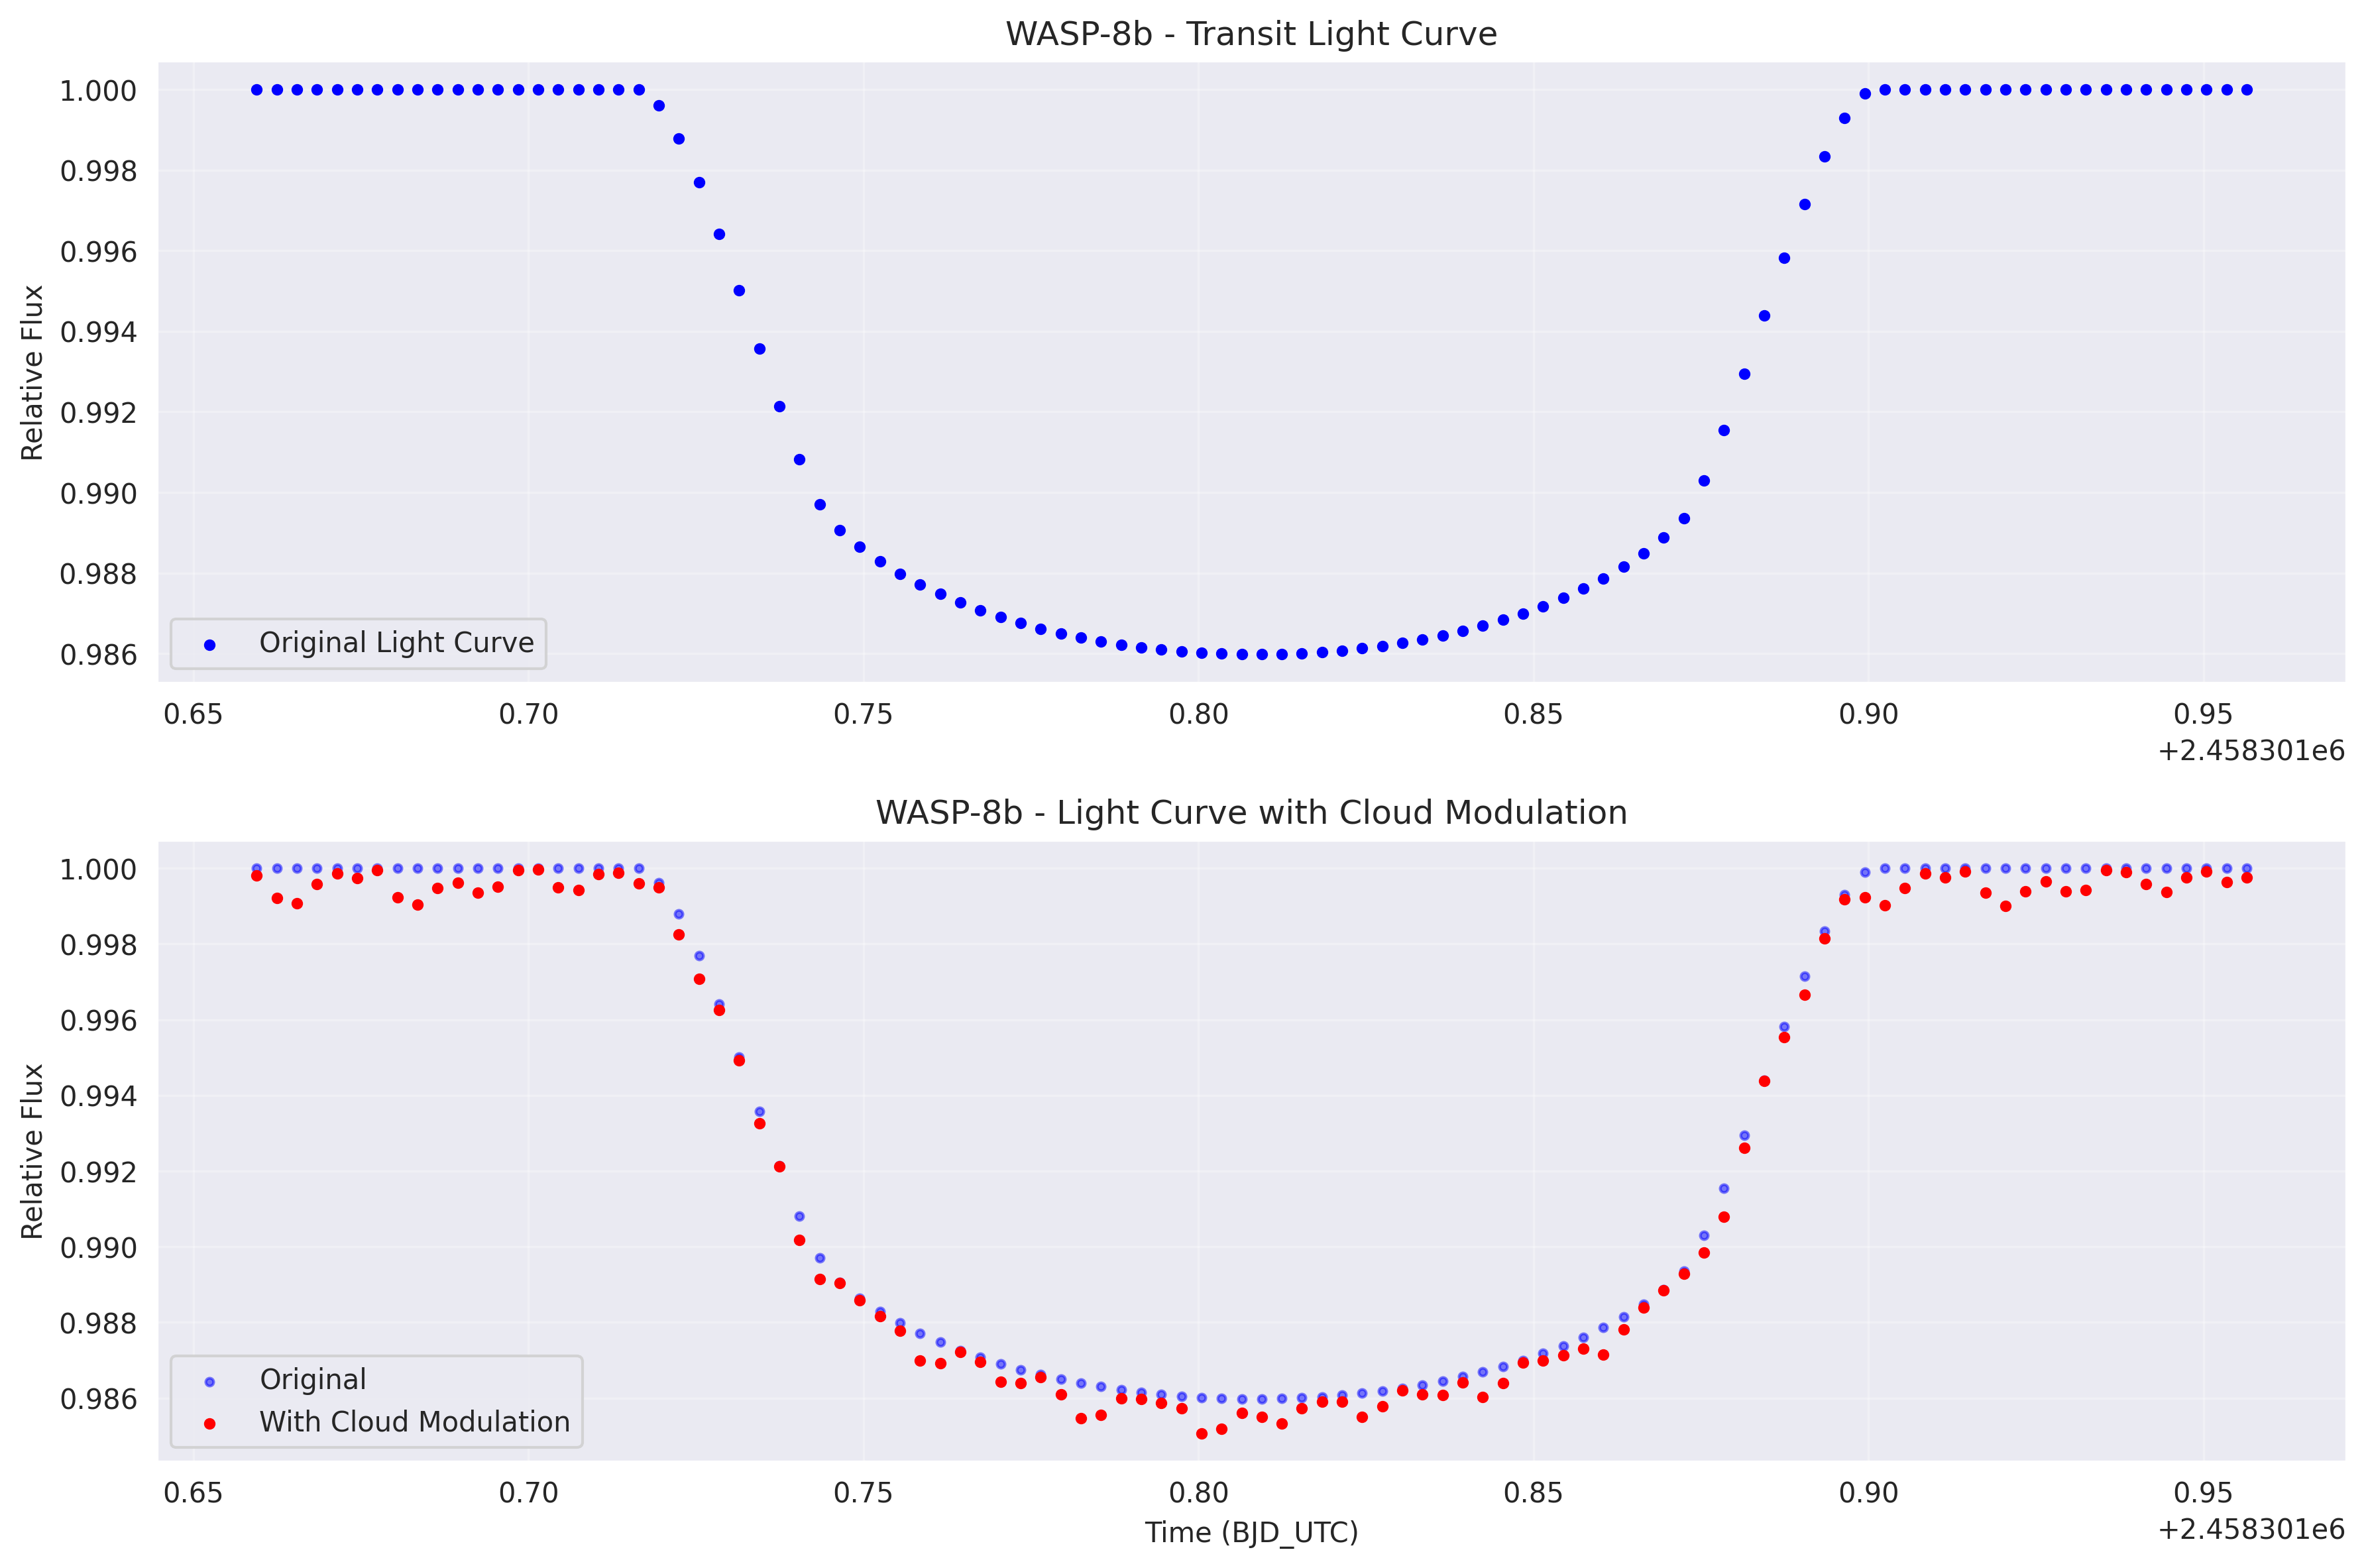 WASP-8b - Transit Light Curve
Relative Flux
1.000
0.998
0.996
0.994
0.992
0.990
0.988
0.986
Original Light Curve
0.65 0.70 0.75 0.80 0.85 0.90 0.95
+2.458301e6
WASP-8b - Light Curve with Cloud Modulation
Relative Flux
1.000
0.998
0.996
0.994
0.992
0.990
0.988
0.986
Original
With Cloud Modulation
0.65 0.70 0.75 0.80 0.85 0.90 0.95
Time (BJD_UTC)
+2.458301e6